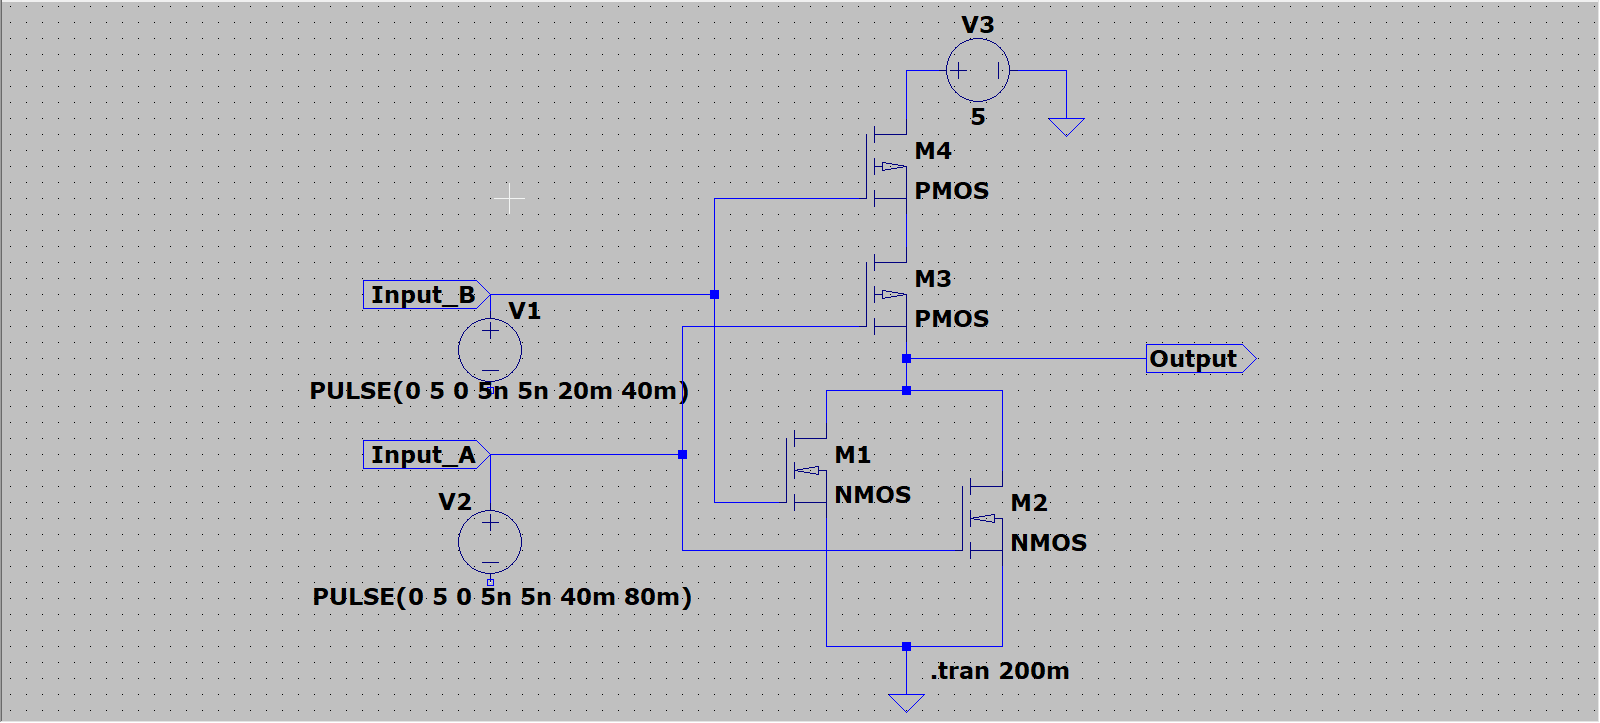 V3
5
M4
PMOS
M3
PMOS
Input_B
V1
PULSE(0 5 0 5n 5n 20m 40m)
Output
Input_A
M1
NMOS
V2
M2
NMOS
PULSE(0 5 0 5n 5n 40m 80m)
.tran 200m